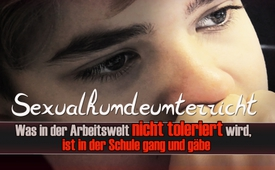 Sexualkundeunterricht
Was in der Arbeitswelt nicht toleriert wird,
ist in der Schule gang und gäbe